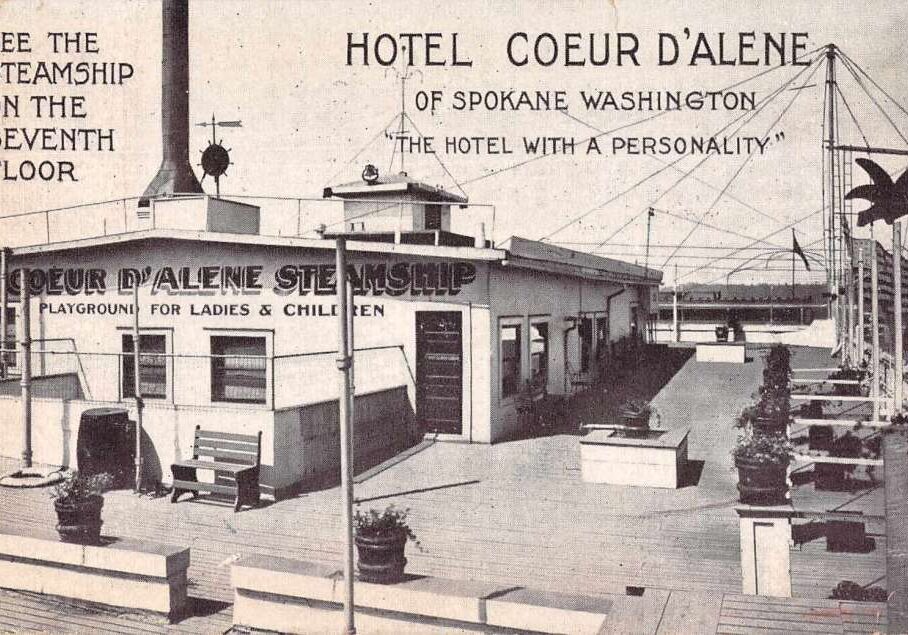 EE THE
TEAMSHIP
N THE
EVENTH
LOOR
HOTEL COEUR D'ALENE
OF SPOKANE WASHINGTON
"THE HOTEL WITH A PERSONALITY"
COEUR D'ALENE STEAMSHIP
PLAYGROUND FOR LADIES & CHILDREN